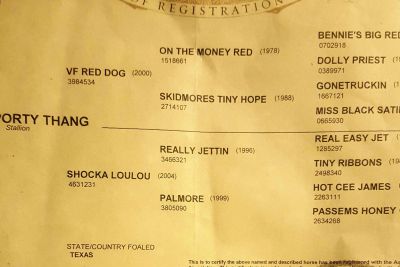 OF REGISTRATION
BENNIE'S BIG RED
0702918
ON THE MONEY RED (1978)
1518661
DOLLY PRIEST
0389971
VF RED DOG (2000)
3984534
GONETRUCKIN
1667121
SKIDMORES TINY HOPE (1988)
2714107
MISS BLACK
0665930
PORTY THANG
Stallion
REAL EASY JET
1285297
REALLY JETTIN (1996)
3466321
TINY RIBBONS
2498340
SHOCKA LOULOU (2004)
4631231
HOT CEE JAMES
2263111
PALMORE (1999)
3805090
PASSEMS HONEY
2634268
STATE/COUNTRY FOALED
TEXAS
This is to certify the above named and described horse has been registered with the